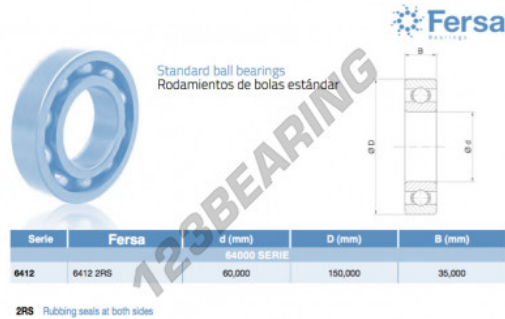 Fersa
Bearings
Standard ball bearings
Rodamientos de bolas estándar
B
Ø D
Ø d
123BEARING
Serie Fersa d (mm) D (mm) B (mm)
64000 SERIE
6412 6412 2RS 60,000 150,000 35,000
2RS Rubbing seals at both sides